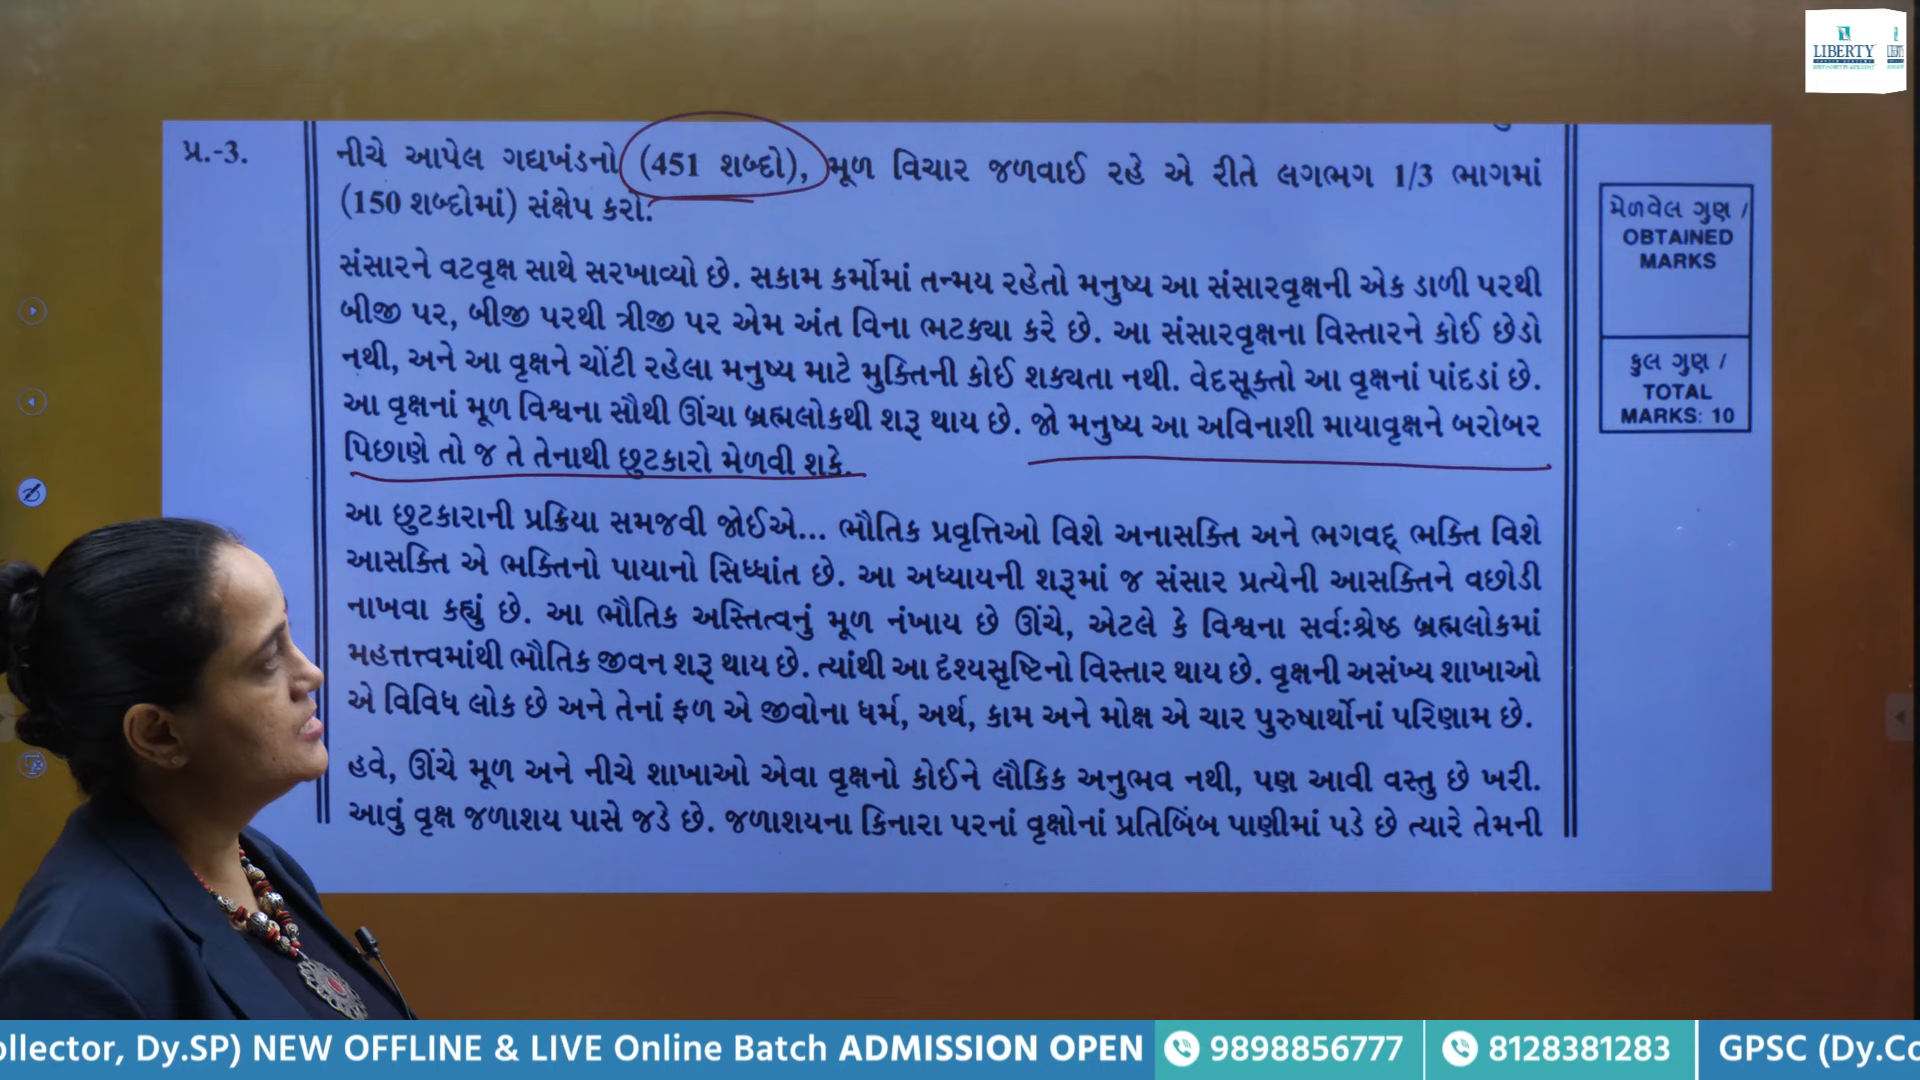 LIBERTY
પ્ર.-3.
નીચે આપેલ ગદ્યખંડનો (451 શબ્દો), મૂળ વિચાર જળવાઈ રહે એ રીતે લગભગ 1/3 ભાગમાં
(150 શબ્દોમાં) સંક્ષેપ કરો.
સંસારને વટવૃક્ષ સાથે સરખાવ્યો છે. સકામ કર્મોમાં તન્મય રહેતો મનુષ્ય આ સંસારવૃક્ષની એક ડાળી પરથી
બીજી પર, બીજી પરથી ત્રીજી પર એમ અંત વિના ભટક્યા કરે છે. આ સંસારવૃક્ષના વિસ્તારને કોઈ છેડો
નથી, અને આ વૃક્ષને ચોંટી રહેલા મનુષ્ય માટે મુક્તિની કોઈ શક્યતા નથી. વેદસૂક્તો આ વૃક્ષનાં પાંદડાં છે.
આ વૃક્ષનાં મૂળ વિશ્વના સૌથી ઊંચા બ્રહ્મલોકથી શરૂ થાય છે. જો મનુષ્ય આ અવિનાશી માયાવૃક્ષને બરોબર
પિછાણે તો જ તે તેનાથી છુટકારો મેળવી શકે.
આ છુટકારાની પ્રક્રિયા સમજવી જોઈએ... ભૌતિક પ્રવૃત્તિઓ વિશે અનાસક્તિ અને ભગવદ્ ભક્તિ વિશે
આસક્તિ એ ભક્તિનો પાયાનો સિધ્ધાંત છે. આ અધ્યાયની શરૂમાં જ સંસાર પ્રત્યેની આસક્તિને વછોડી
નાખવા કહ્યું છે. આ ભૌતિક અસ્તિત્વનું મૂળ નંખાય છે ઊંચે, એટલે કે વિશ્વના સર્વઃશ્રેષ્ઠ બ્રહ્મલોકમાં
મહત્તત્ત્વમાંથી ભૌતિક જીવન શરૂ થાય છે. ત્યાંથી આ દૃશ્યસૃષ્ટિનો વિસ્તાર થાય છે. વૃક્ષની અસંખ્ય શાખાઓ
એ વિવિધ લોક છે અને તેનાં ફળ એ જીવોના ધર્મ, અર્થ, કામ અને મોક્ષ એ ચાર પુરુષાર્થોનાં પરિણામ છે.
હવે, ઊંચે મૂળ અને નીચે શાખાઓ એવા વૃક્ષનો કોઈને લૌકિક અનુભવ નથી, પણ આવી વસ્તુ છે ખરી.
આવું વૃક્ષ જળાશય પાસે જડે છે. જળાશયના કિનારા પરનાં વૃક્ષોનાં પ્રતિબિંબ પાણીમાં પડે છે ત્યારે તેમની
મેળવેલ ગુણ /
OBTAINED
MARKS
કુલ ગુણ /
TOTAL
MARKS: 10
ollector, Dy.SP) NEW OFFLINE & LIVE Online Batch ADMISSION OPEN 9898856777 8128381283 GPSC (Dy.Co